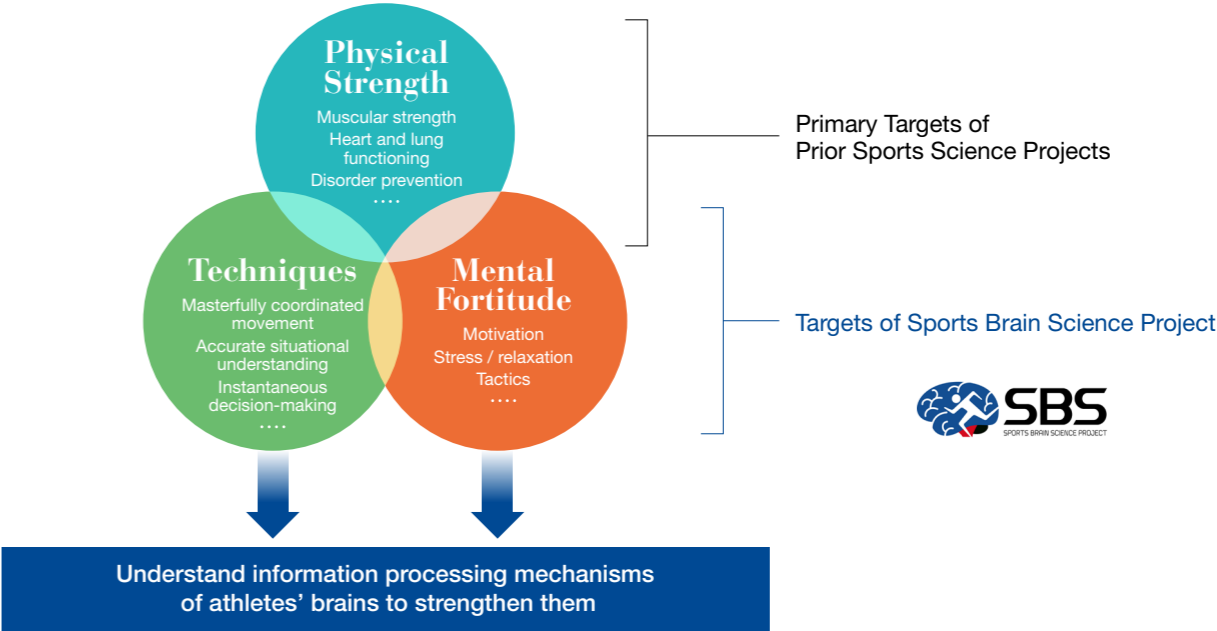 Physical
Strength
Muscular strength
Heart and lung
functioning
Disorder prevention
....
Techniques
Masterfully coordinated
movement
Accurate situational
understanding
Instantaneous
decision-making
....
Mental
Fortitude
Motivation
Stress / relaxation
Tactics
....
Primary Targets of
Prior Sports Science Projects
Targets of Sports Brain Science Project
SBS
SPORTS BRAIN SCIENCE PROJECT
Understand information processing mechanisms
of athletes’ brains to strengthen them